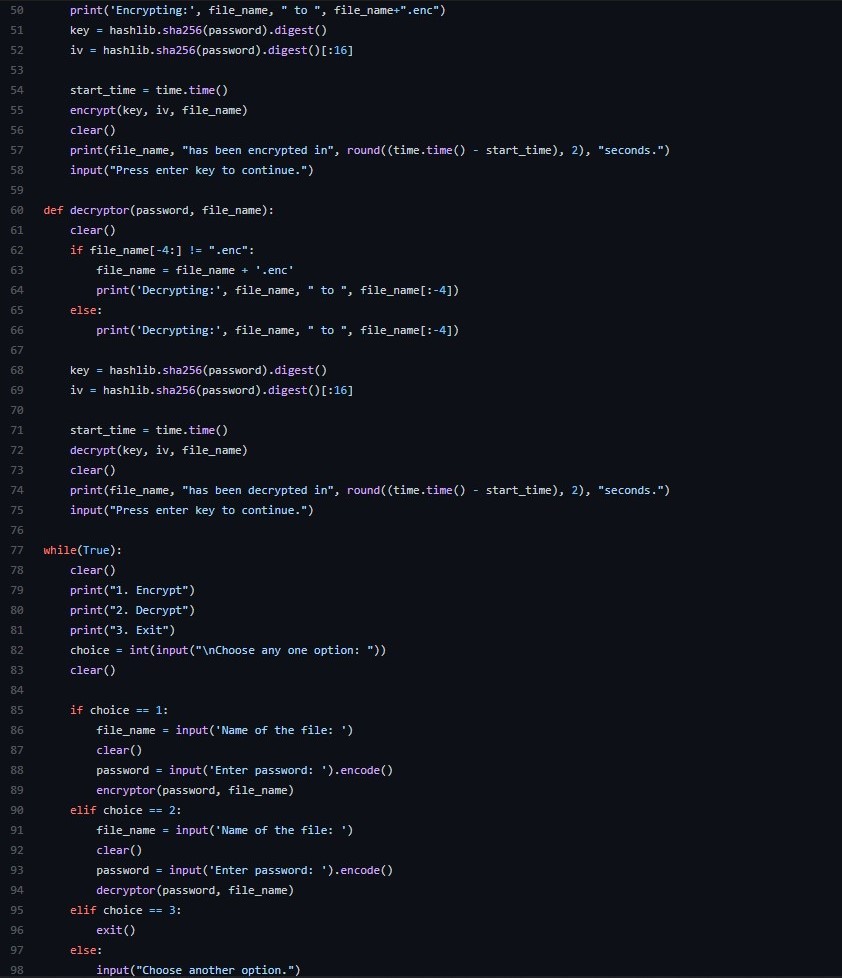 50     print('Encrypting:', file_name, " to ", file_name+".enc")
51     key = hashlib.sha256(password).digest()
52     iv = hashlib.sha256(password).digest()[:16]
53
54     start_time = time.time()
55     encrypt(key, iv, file_name)
56     clear()
57     print(file_name, "has been encrypted in", round((time.time() - start_time), 2), "seconds.")
58     input("Press enter key to continue.")
59
60 def decryptor(password, file_name):
61     clear()
62     if file_name[-4:] != ".enc":
63         file_name = file_name + '.enc'
64         print('Decrypting:', file_name, " to ", file_name[:-4])
65     else:
66         print('Decrypting:', file_name, " to ", file_name[:-4])
67
68     key = hashlib.sha256(password).digest()
69     iv = hashlib.sha256(password).digest()[:16]
70
71     start_time = time.time()
72     decrypt(key, iv, file_name)
73     clear()
74     print(file_name, "has been decrypted in", round((time.time() - start_time), 2), "seconds.")
75     input("Press enter key to continue.")
76
77 while(True):
78     clear()
79     print("1. Encrypt")
80     print("2. Decrypt")
81     print("3. Exit")
82     choice = int(input("\nChoose any one option: "))
83     clear()
84
85     if choice == 1:
86         file_name = input('Name of the file: ')
87         clear()
88         password = input('Enter password: ').encode()
89         encryptor(password, file_name)
90     elif choice == 2:
91         file_name = input('Name of the file: ')
92         clear()
93         password = input('Enter password: ').encode()
94         decryptor(password, file_name)
95     elif choice == 3:
96         exit()
97     else:
98         input("Choose another option.")